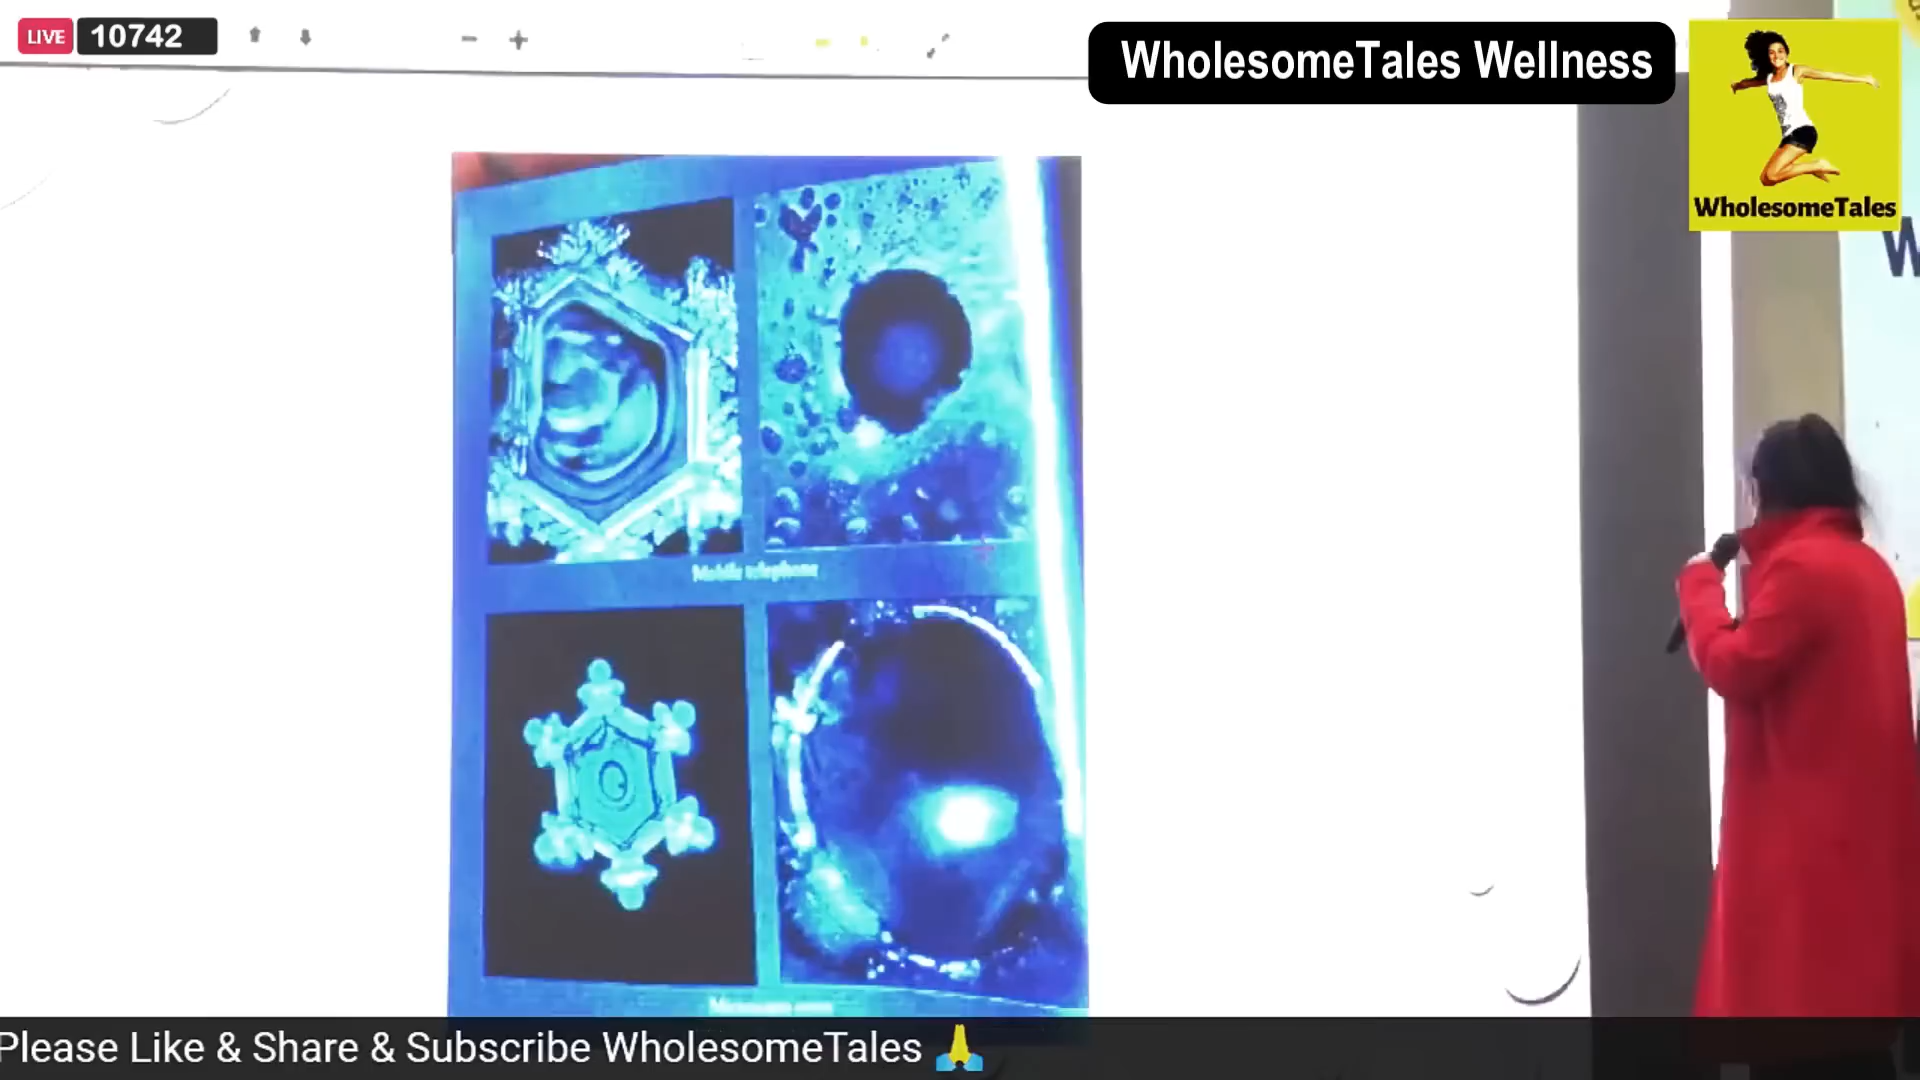 LIVE
10742
WholesomeTales Wellness
WholesomeTales
W
Mobile telephone
Please Like & Share & Subscribe WholesomeTales 🙏